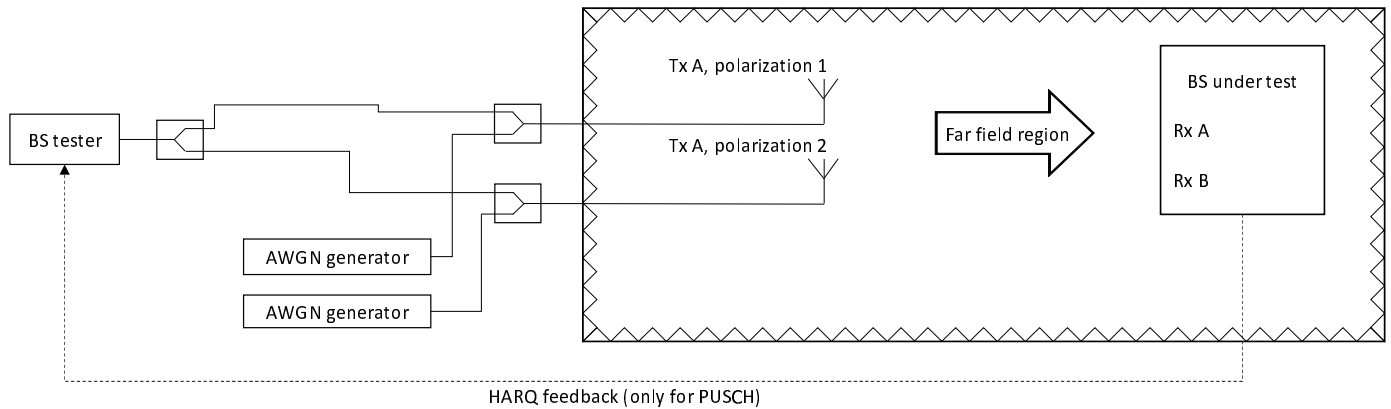 Tx A, polarization 1
BS under test
BS tester
Far field region
Rx A
Tx A, polarization 2
Rx B
AWGN generator
AWGN generator
HARQ feedback (only for PUSCH)